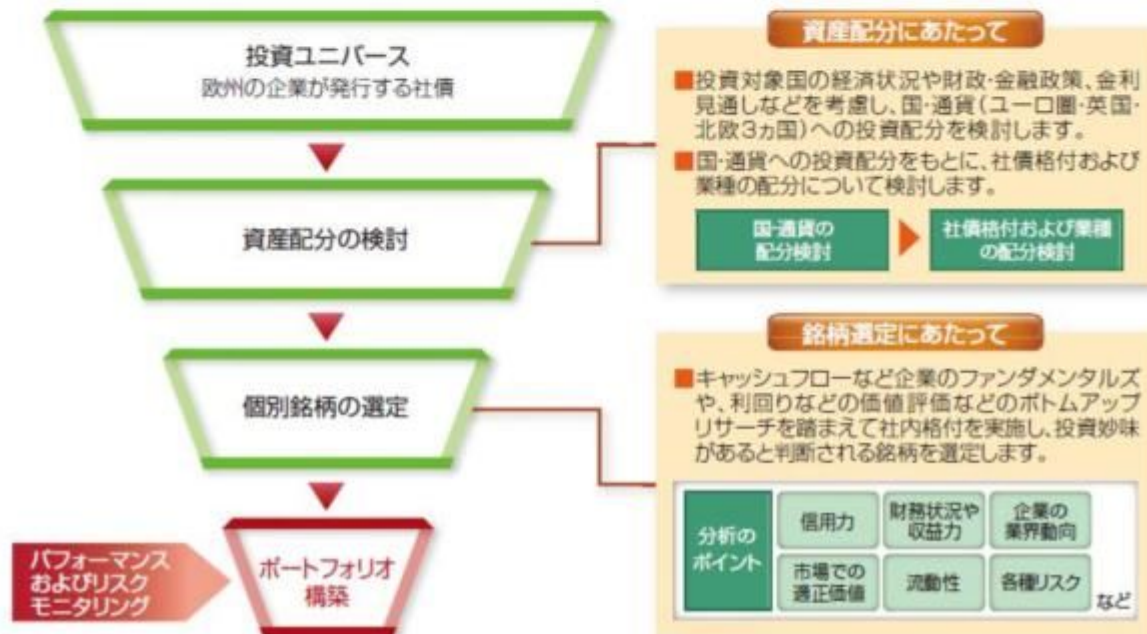 投資ユニバース
欧州の企業が発行する社債
資産配分の検討
個別銘柄の選定
ポートフォリオ
構築
パフォーマンス
およびリスク
モニタリング
資産配分にあたって
■投資対象国の経済状況や財政・金融政策、金利
見通しなどを考慮し、国・通貨(ユーロ圏・英国・
北欧3ヵ国)への投資配分を検討します。
■国・通貨への投資配分をもとに、社債格付および
業種の配分について検討します。
国・通貨の
配分検討
社債格付および業種
の配分検討
銘柄選定にあたって
■キャッシュフローなど企業のファンダメンタルズ
や、利回りなどの価値評価などのボトムアップ
リサーチを踏まえて社内格付を実施し、投資妙味
があると判断される銘柄を選定します。
分析の
ポイント
信用力
財務状況や
収益力
企業の
業界動向
市場での
適正価値
流動性
各種リスク
など